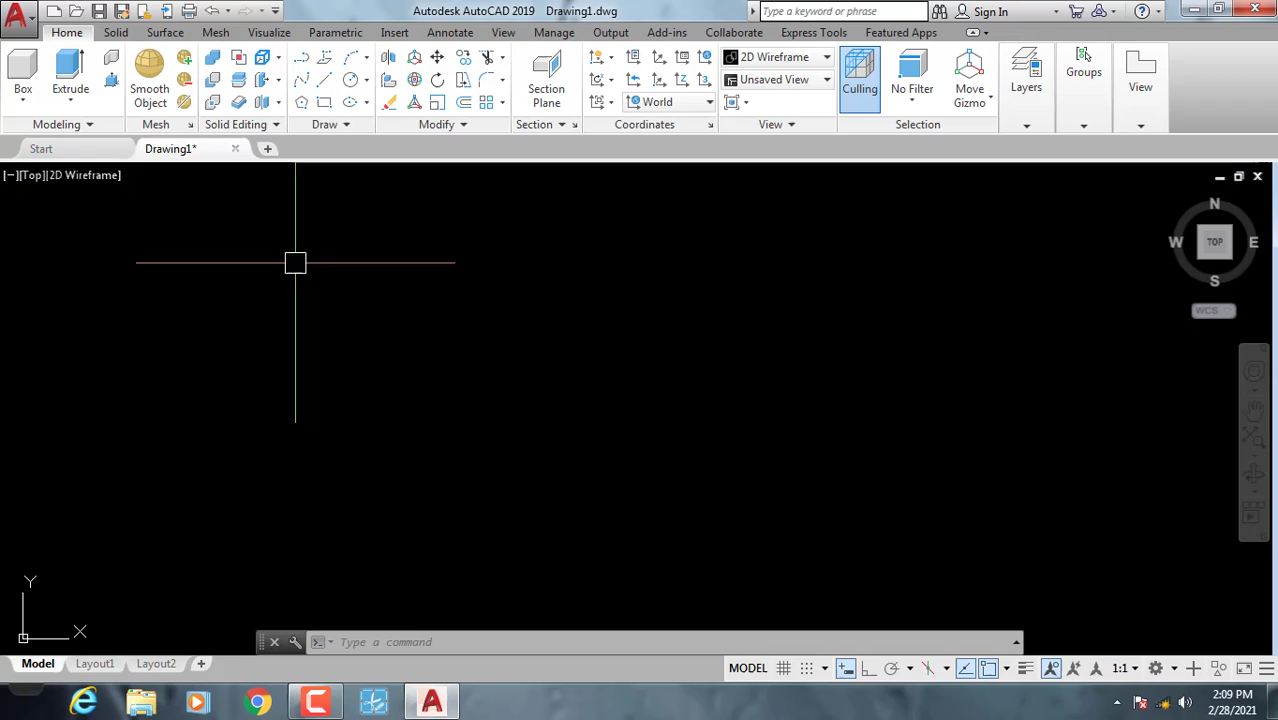 Autodesk AutoCAD 2019 Drawing1.dwg
Type a keyword or phrase
Sign In
Home Solid Surface Mesh Visualize Parametric Insert Annotate View Manage Output Add-ins Collaborate Express Tools Featured Apps
Box Extrude Smooth Object Section Plane 2D Wireframe Unsaved View World Culling No Filter Move Gizmo Layers Groups View
Modeling Mesh Solid Editing Draw Modify Section Coordinates View Selection
Start Drawing1*
[−][Top][2D Wireframe]
N
W TOP E
S
WCS
Y
X
Type a command
Model Layout1 Layout2 MODEL 1:1
2:09 PM
2/28/2021